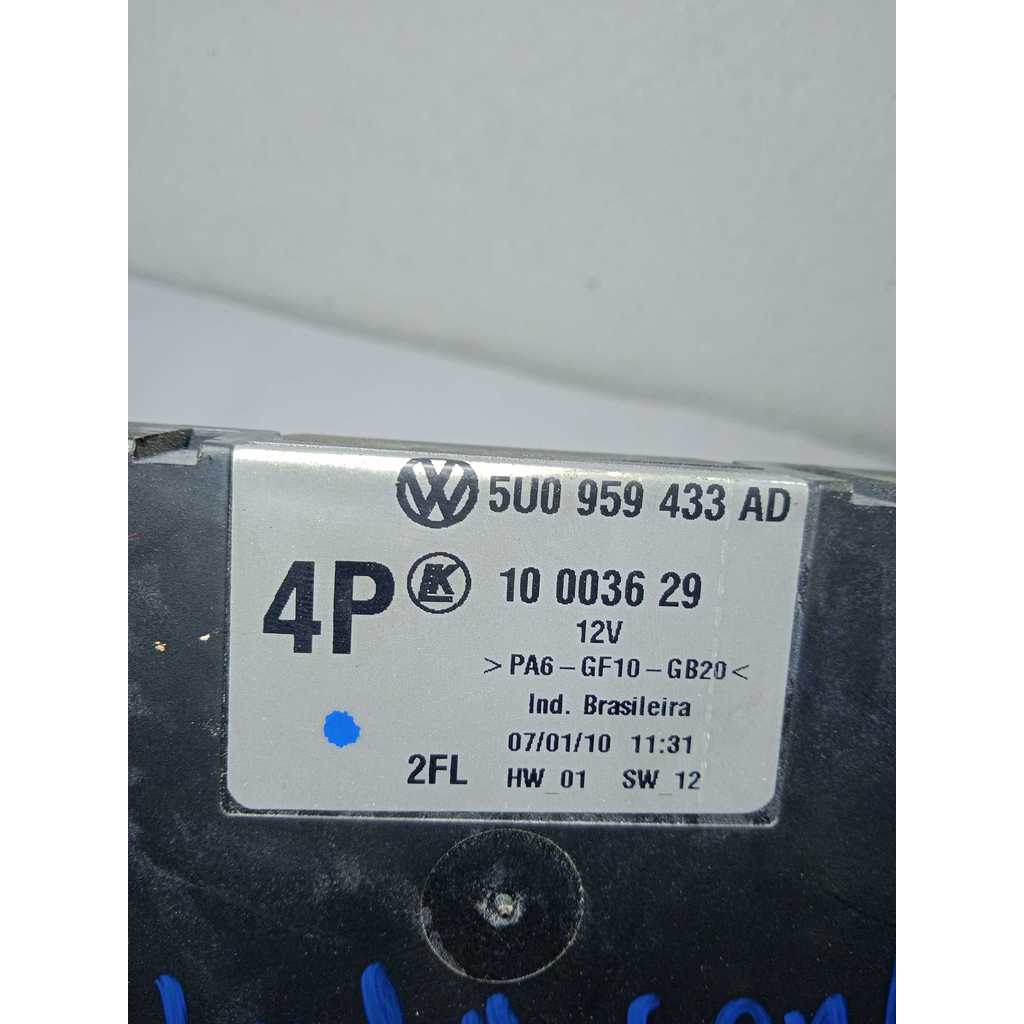 5U0 959 433 AD
4P
LK
10 0036 29
12V
>PA6-GF10-GB20<
Ind. Brasileira
07/01/10 11:31
2FL
HW_01 SW_12